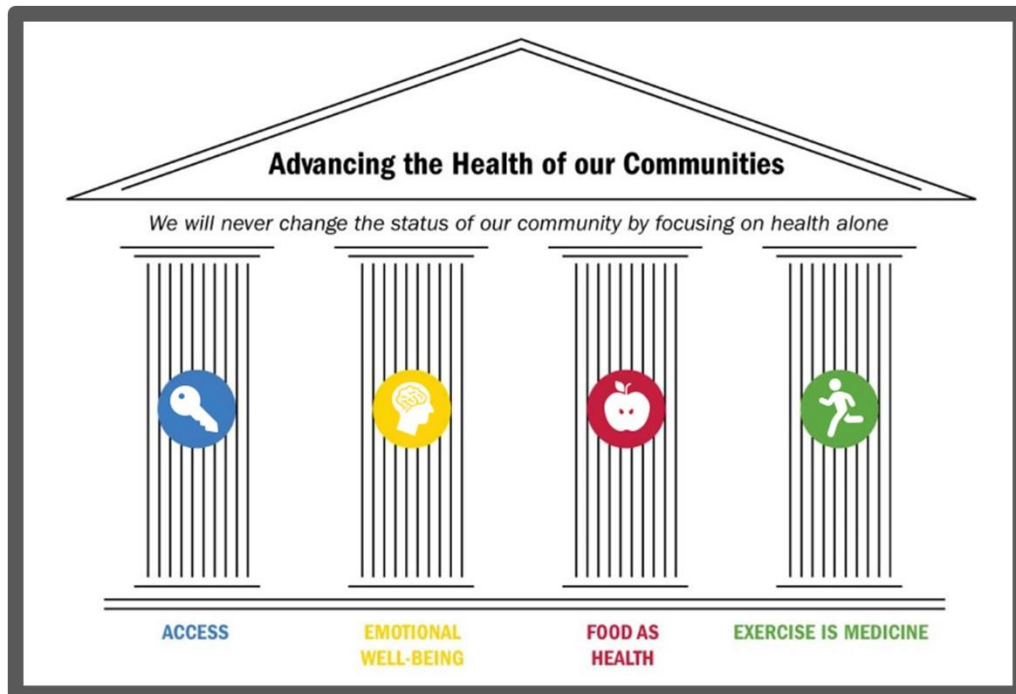 Advancing the Health of our Communities
We will never change the status of our community by focusing on health alone
ACCESS
EMOTIONAL
WELL-BEING
FOOD AS
HEALTH
EXERCISE IS MEDICINE